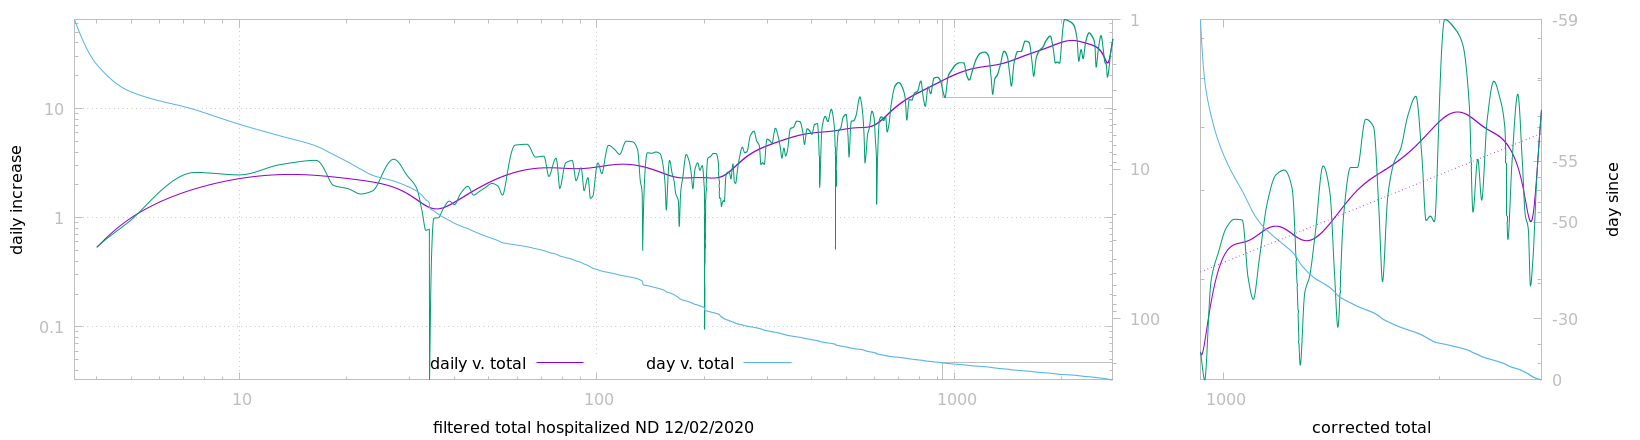 daily increase
10
1
0.1
1
10
100
daily v. total
day v. total
10
100
1000
filtered total hospitalized ND 12/02/2020
-59
-55
-50
-30
0
day since
1000
corrected total